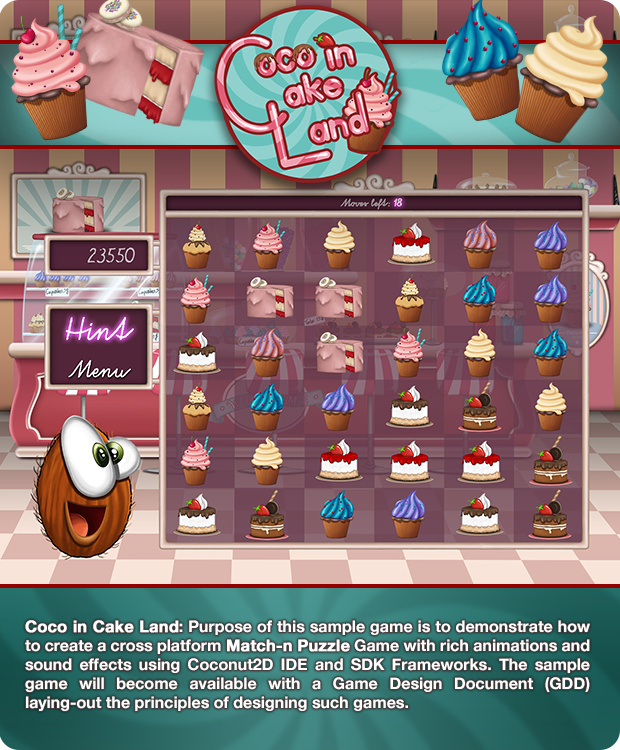 Coco in
Cake
Land
Moves left: 18
23550
Hint
Menu
Coco in Cake Land: Purpose of this sample game is to demonstrate how
to create a cross platform Match-n Puzzle Game with rich animations and
sound effects using Coconut2D IDE and SDK Frameworks. The sample
game will become available with a Game Design Document (GDD)
laying-out the principles of designing such games.